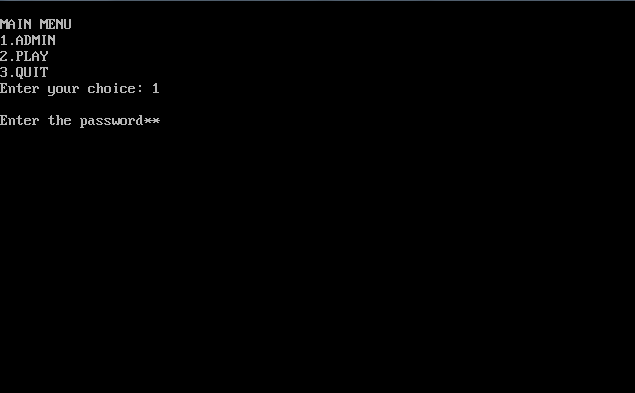 MAIN MENU
1.ADMIN
2.PLAY
3.QUIT
Enter your choice: 1
Enter the password**